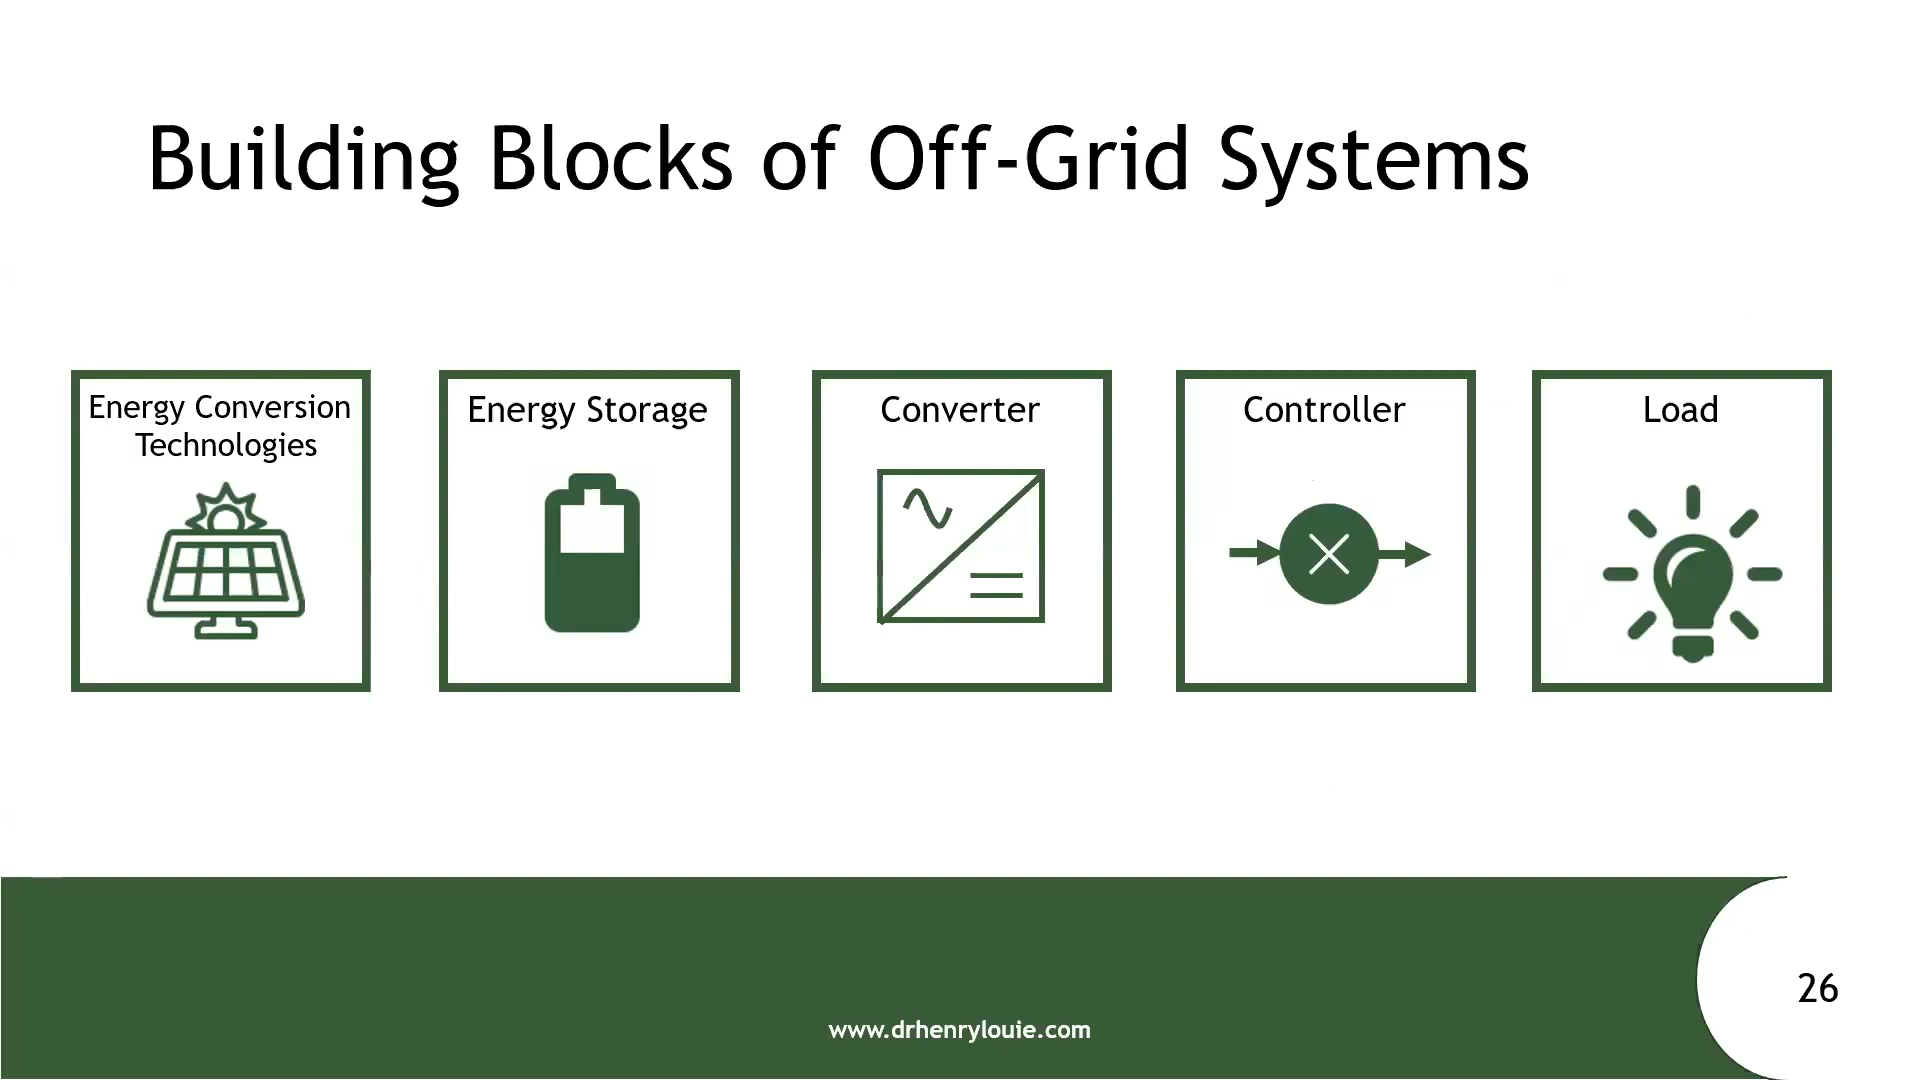 Building Blocks of Off-Grid Systems
Energy Conversion
Technologies
Energy Storage
Converter
Controller
Load
26
www.drhenrylouie.com